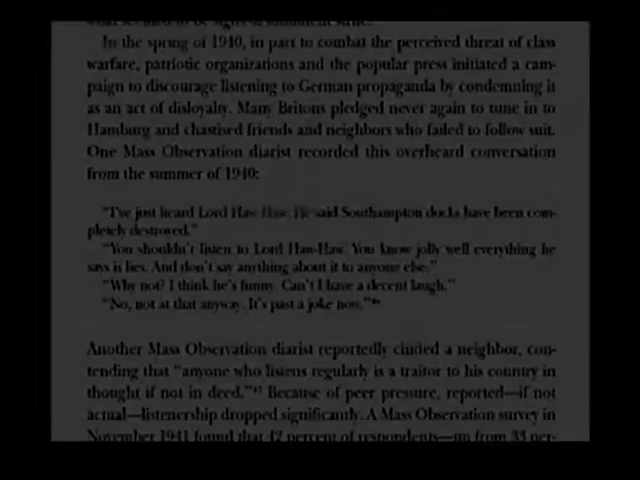 In the spring of 1940, in part to combat the perceived threat of class
warfare, patriotic organizations and the popular press initiated a cam-
paign to discourage listening to German propaganda by condemning it
as an act of disloyalty. Many Britons pledged never again to tune in to
Hamburg and chastised friends and neighbors who failed to follow suit.
One Mass Observation diarist recorded this overheard conversation
from the summer of 1940:
"I've just heard Lord Haw-Haw. He said Southampton docks have been com-
pletely destroyed."
"You shouldn't listen to Lord Haw-Haw. You know jolly well everything he
says is lies. And don't say anything about it to anyone else."
"Why not? I think he's funny. Can't I have a decent laugh."
"No, not at that anyway. It's past a joke now."
Another Mass Observation diarist reportedly chided a neighbor, con-
tending that "anyone who listens regularly is a traitor to his country in
thought if not in deed."47 Because of peer pressure, reported—if not
actual—listenership dropped significantly. A Mass Observation survey in
November 1941 found that 42 percent of respondents—up from 33 per-